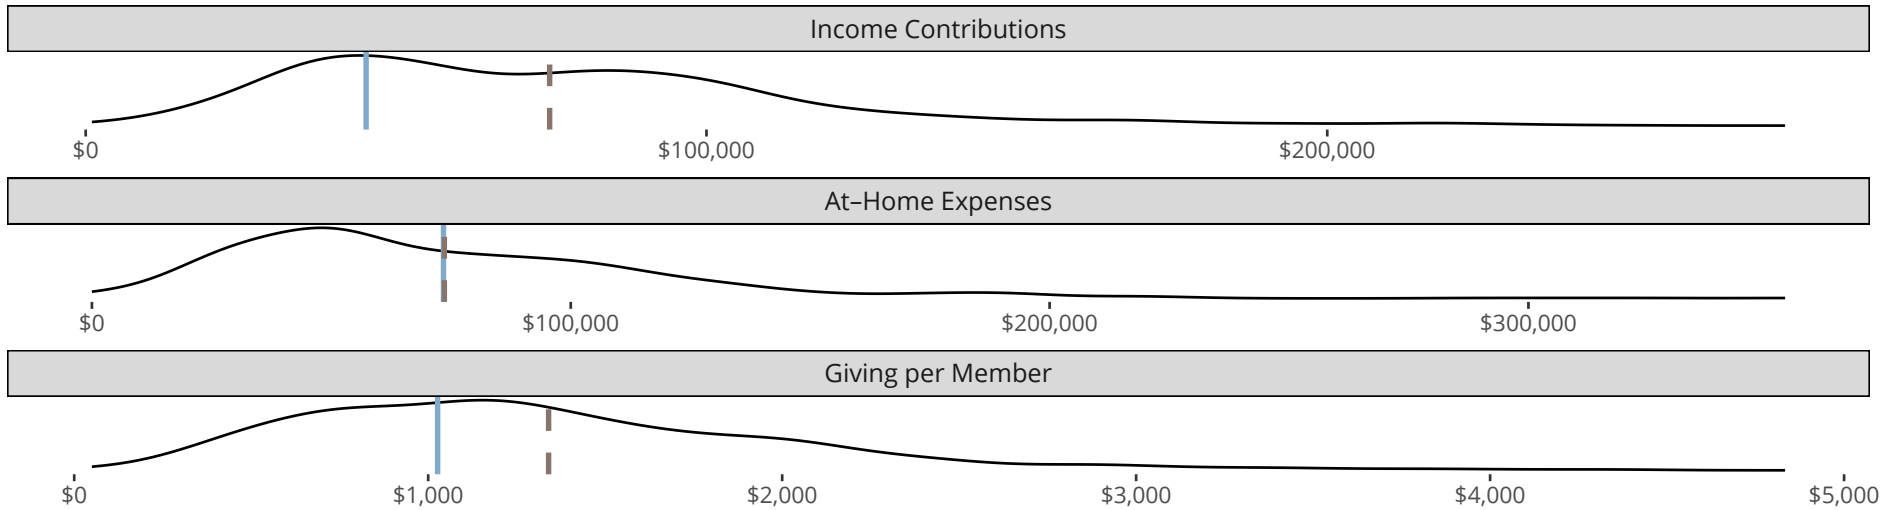 Income Contributions
$0 $100,000 $200,000
At–Home Expenses
$0 $100,000 $200,000 $300,000
Giving per Member
$0 $1,000 $2,000 $3,000 $4,000 $5,000